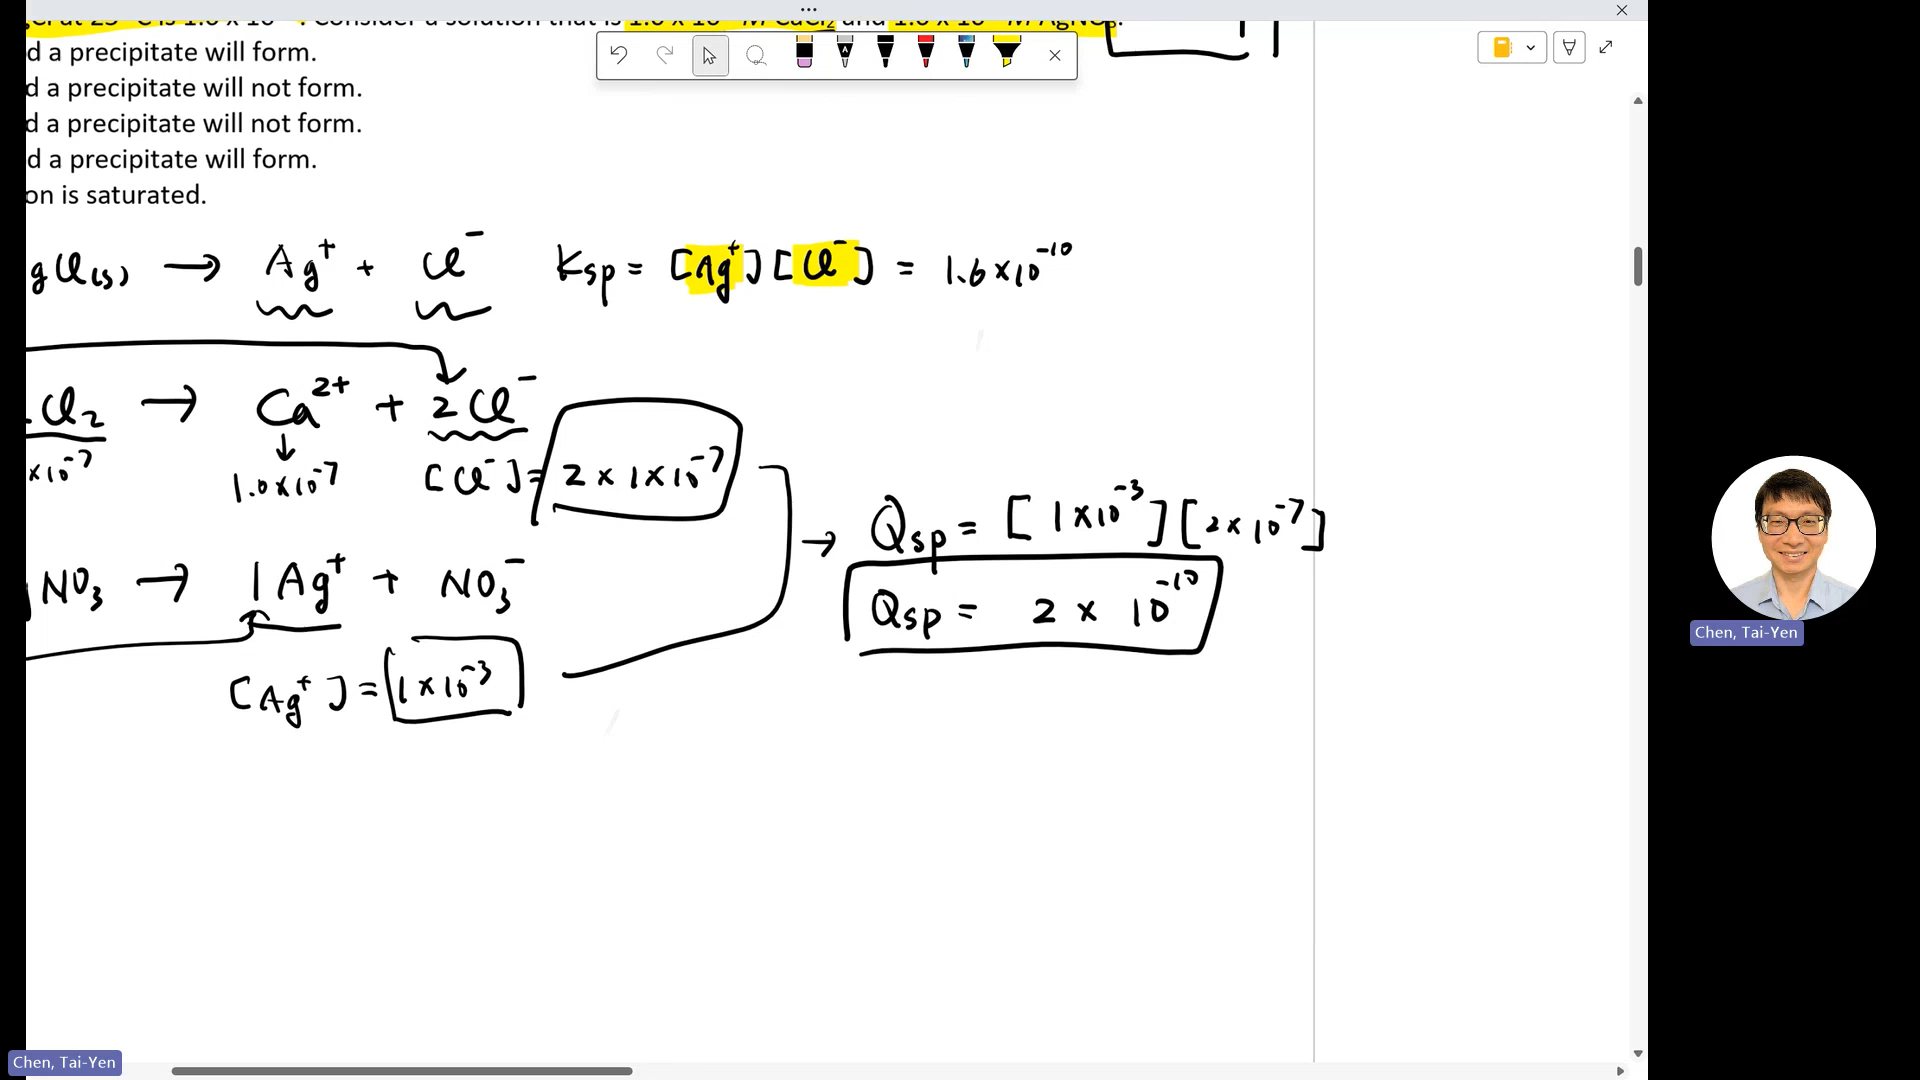 d a precipitate will form.
d a precipitate will not form.
d a precipitate will not form.
d a precipitate will form.
on is saturated.
gCl(s) → Ag⁺ + Cl⁻ Ksp = [Ag⁺][Cl⁻] = 1.6×10⁻¹⁰
Cl₂ → Ca²⁺ + 2Cl⁻
×10⁻⁷ 1.0×10⁻⁷ [Cl⁻] = 2 × 1×10⁻⁷
→ Qsp = [1×10⁻³][2×10⁻⁷]
NO₃ → 1Ag⁺ + NO₃⁻
Qsp = 2 × 10⁻¹⁰
[Ag⁺] = 1×10⁻³
Chen, Tai-Yen
Chen, Tai-Yen